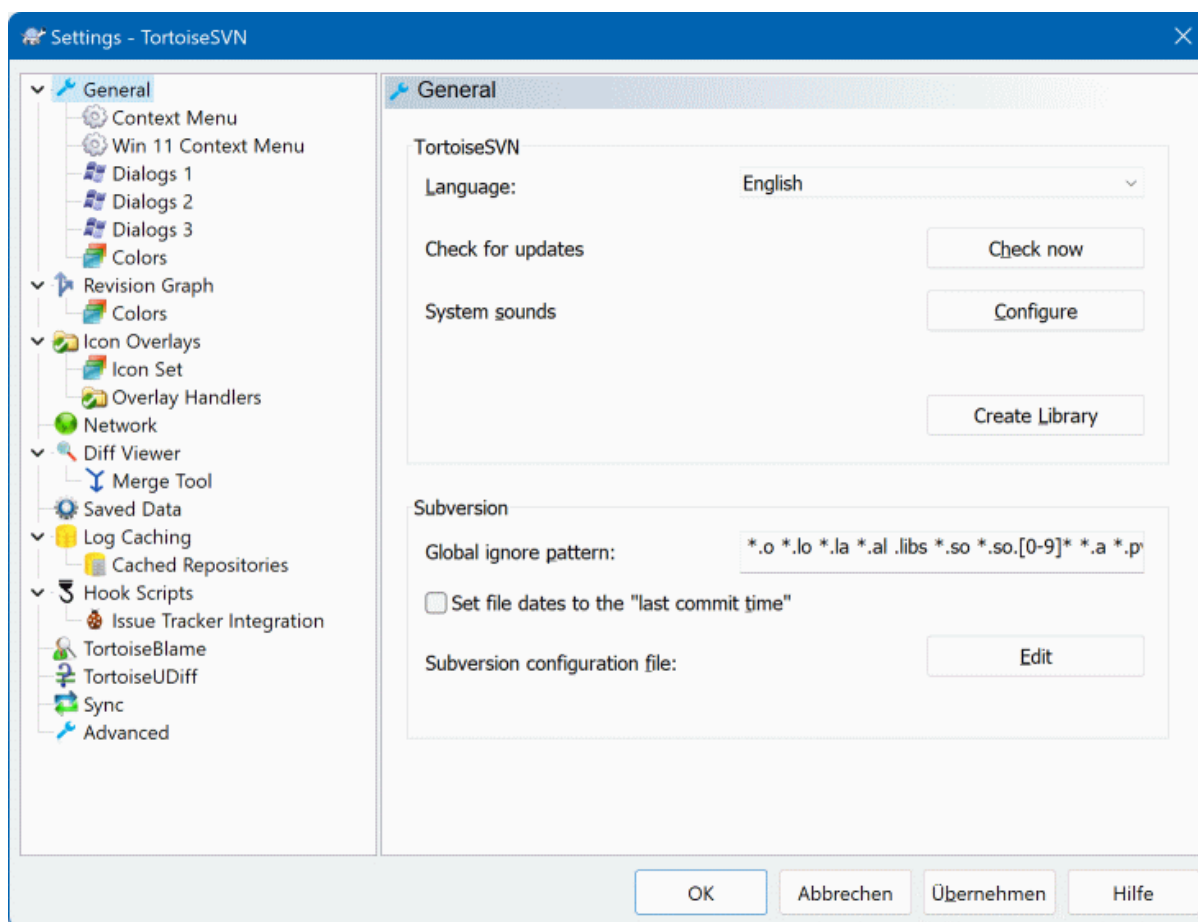 Settings - TortoiseSVN
General
Context Menu
Win 11 Context Menu
Dialogs 1
Dialogs 2
Dialogs 3
Colors
Revision Graph
Colors
Icon Overlays
Icon Set
Overlay Handlers
Network
Diff Viewer
Merge Tool
Saved Data
Log Caching
Cached Repositories
Hook Scripts
Issue Tracker Integration
TortoiseBlame
TortoiseUDiff
Sync
Advanced
General
TortoiseSVN
Language: English
Check for updates Check now
System sounds Configure
Create Library
Subversion
Global ignore pattern: *.o *.lo *.la *.al .libs *.so *.so.[0-9]* *.a
Set file dates to the "last commit time"
Subversion configuration file: Edit
OK Abbrechen Übernehmen Hilfe